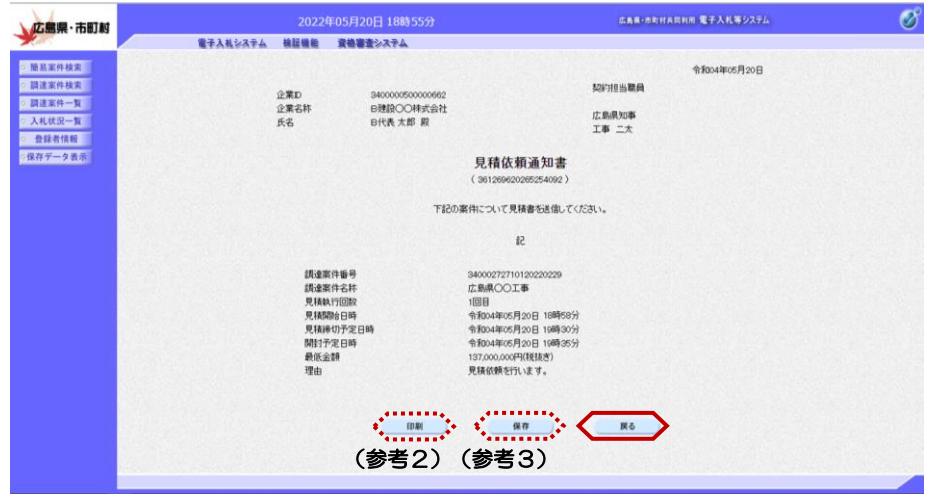 広島県・市町村
2022年05月20日 18時55分
広島県・市町村共同利用 電子入札等システム
電子入札システム 検証機能 資格審査システム
簡易案件検索
調達案件検索
調達案件一覧
入札状況一覧
登録者情報
保存データ表示
令和04年05月20日
企業ID 3400000500000662
企業名称 B建設〇〇株式会社
氏名 B代表 太郎 殿
契約担当職員
広島県知事
工事 二太
見積依頼通知書
( 361269620265254092 )
下記の案件について見積書を送信してください。
記
調達案件番号 34000272710120220229
調達案件名称 広島県〇〇工事
見積執行回数 1回目
見積開始日時 令和04年05月20日 18時58分
見積締切予定日時 令和04年05月20日 19時30分
開封予定日時 令和04年05月20日 19時35分
最低金額 137,000,000円(税抜き)
理由 見積依頼を行います。
印刷 保存 戻る
(参考2) (参考3)